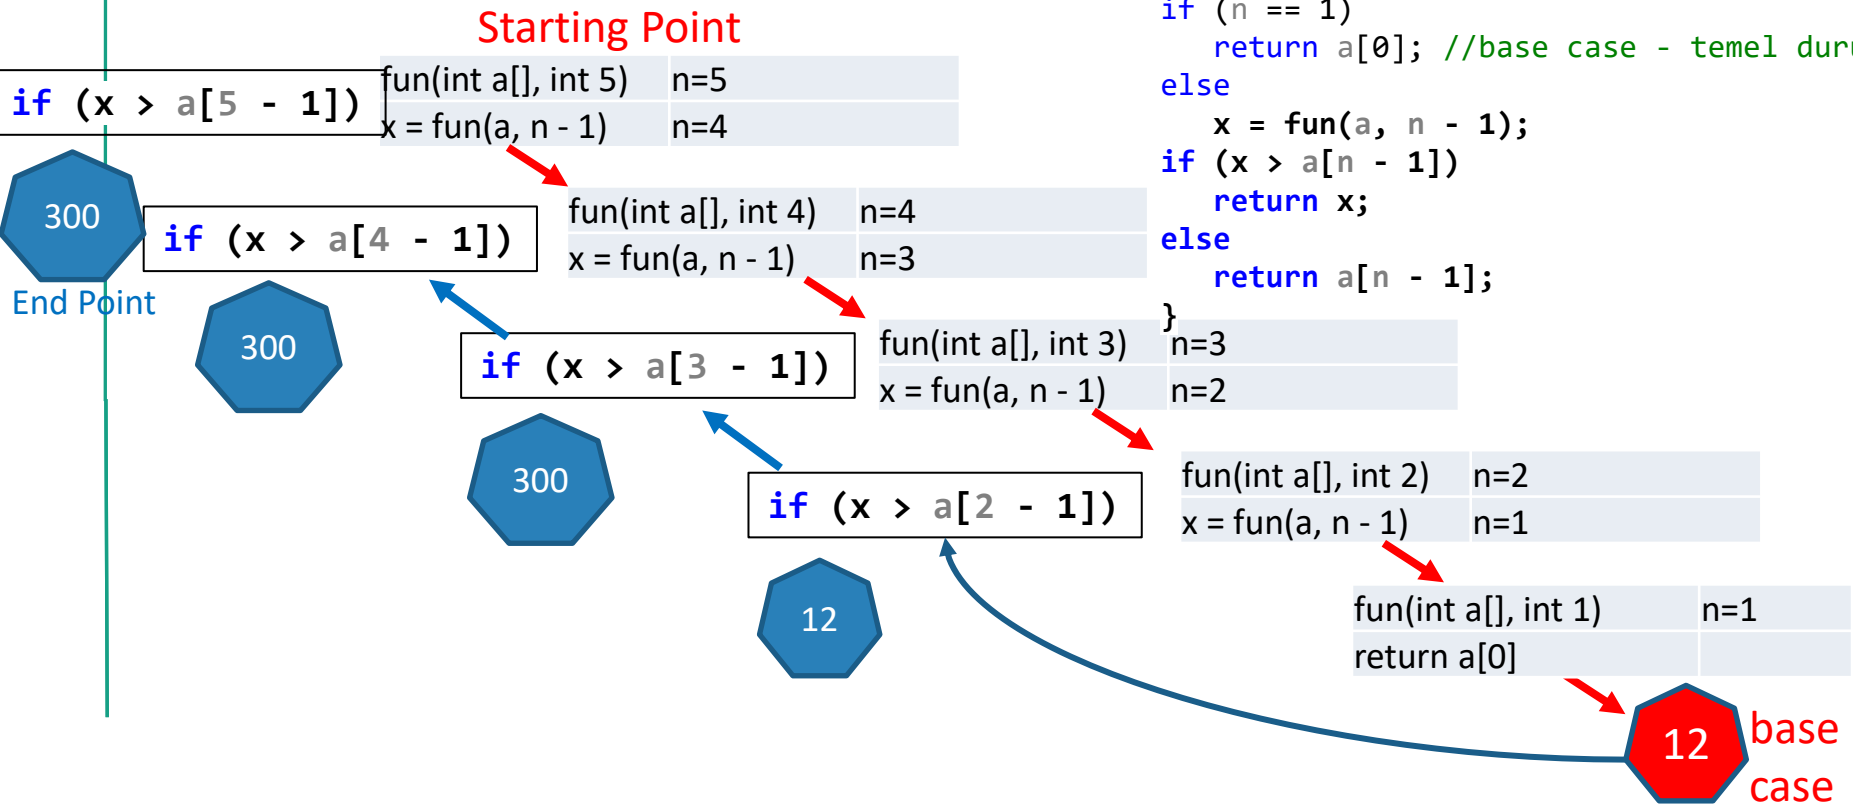 Starting Point
if (x > a[5 - 1])
fun(int a[], int 5) n=5
x = fun(a, n - 1) n=4
300
End Point
if (x > a[4 - 1])
fun(int a[], int 4) n=4
x = fun(a, n - 1) n=3
300
if (x > a[3 - 1])
fun(int a[], int 3) n=3
x = fun(a, n - 1) n=2
300
if (x > a[2 - 1])
fun(int a[], int 2) n=2
x = fun(a, n - 1) n=1
12
fun(int a[], int 1) n=1
return a[0]
12
base
case
if (n == 1)
return a[0]; //base case - temel
else
x = fun(a, n - 1);
if (x > a[n - 1])
return x;
else
return a[n - 1];
}